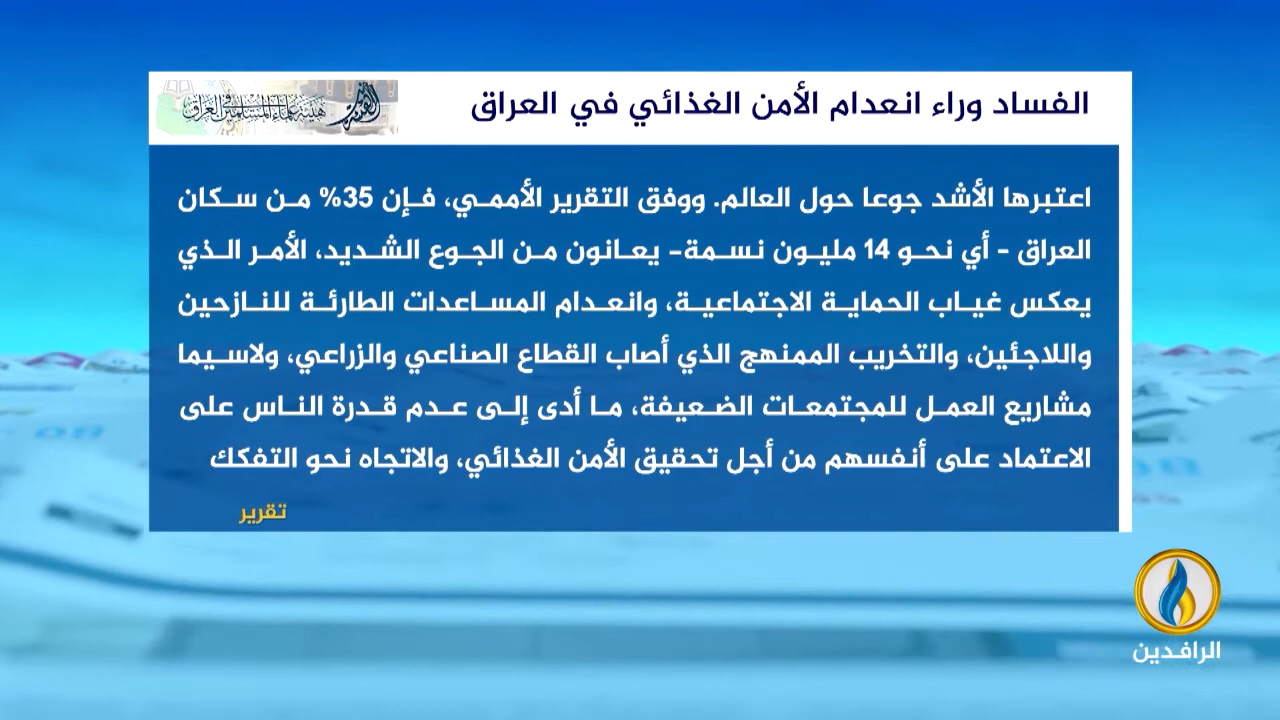 الفساد وراء انعدام الأمن الغذائي في العراق
هيئة علماء المسلمين في العراق
اعتبرها الأشد جوعا حول العالم. ووفق التقرير الأممي، فإن 35% من سكان
العراق - أي نحو 14 مليون نسمة- يعانون من الجوع الشديد، الأمر الذي
يعكس غياب الحماية الاجتماعية، وانعدام المساعدات الطارئة للنازحين
واللاجئين، والتخريب الممنهج الذي أصاب القطاع الصناعي والزراعي، ولاسيما
مشاريع العمل للمجتمعات الضعيفة، ما أدى إلى عدم قدرة الناس على
الاعتماد على أنفسهم من أجل تحقيق الأمن الغذائي، والاتجاه نحو التفكك
تقرير
الرافدين